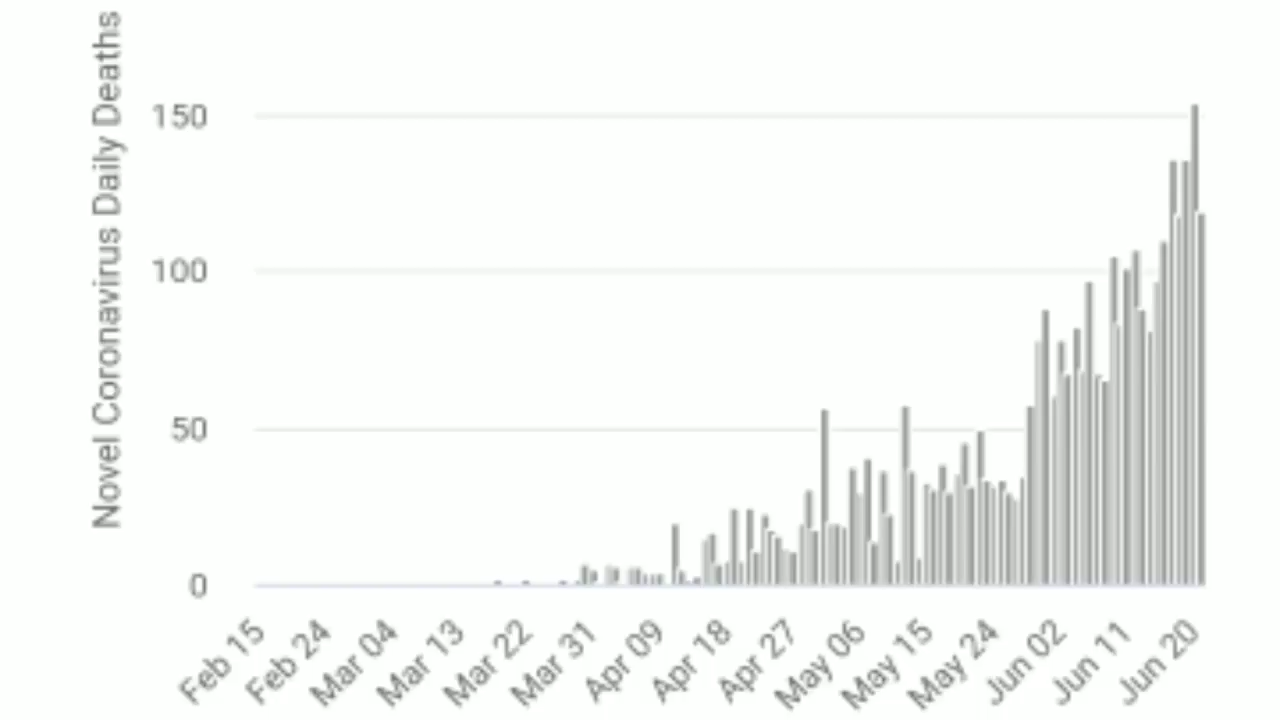 Novel Coronavirus Daily Deaths
150
100
50
0
Feb 15
Feb 24
Mar 04
Mar 13
Mar 22
Mar 31
Apr 09
Apr 18
Apr 27
May 06
May 15
May 24
Jun 02
Jun 11
Jun 20